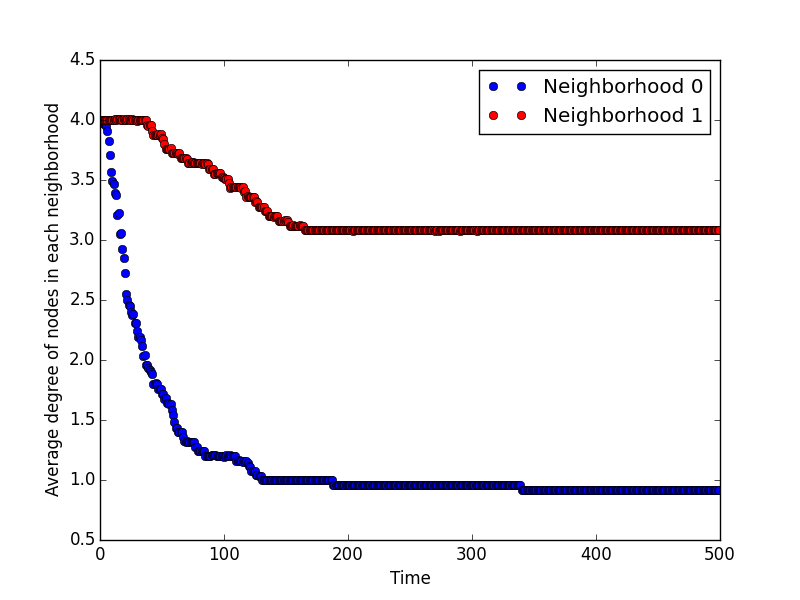 4.5
4.0
3.5
3.0
2.5
2.0
1.5
1.0
0.5
Average degree of nodes in each neighborhood
Neighborhood 0
Neighborhood 1
0 100 200 300 400 500
Time